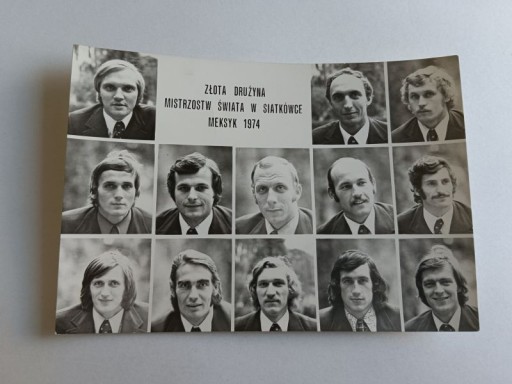 ZŁOTA DRUŻYNA
MISTRZOSTW ŚWIATA W SIATKÓWCE
MEKSYK 1974